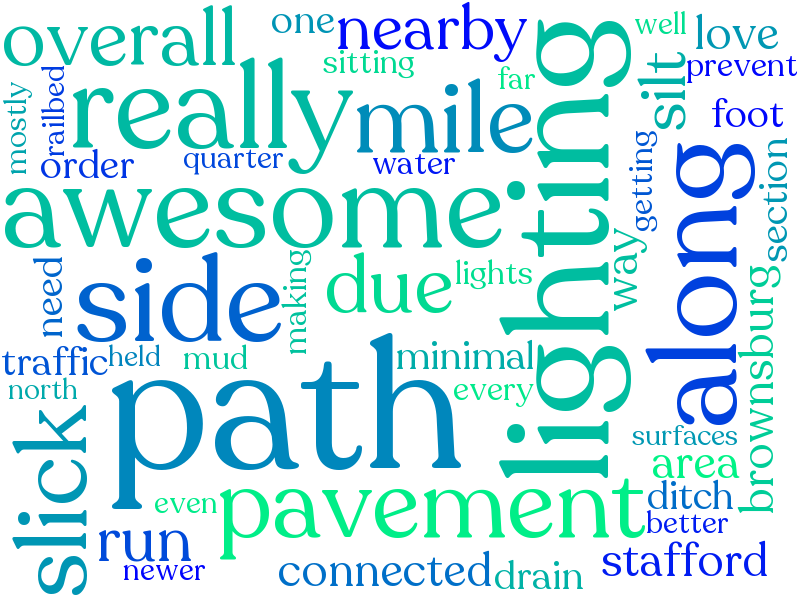 overall
one
nearby
well
love
sitting
far
prevent
mostly
railbed
really
mile
lighting
silt
foot
order
quarter
water
getting
along
section
awesome
way
need
side
making
due
lights
brownsburg
traffic
held
mud
minimal
north
path
every
slick
surfaces
area
even
pavement
ditch
better
run
newer
connected
drain
stafford